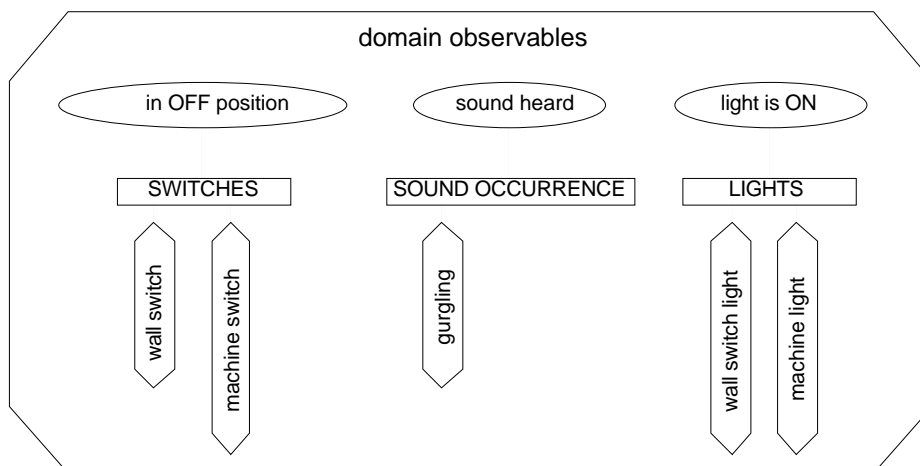 domain observables
in OFF position
sound heard
light is ON
SWITCHES
SOUND OCCURRENCE
LIGHTS
wall switch
machine switch
gurgling
wall switch light
machine light